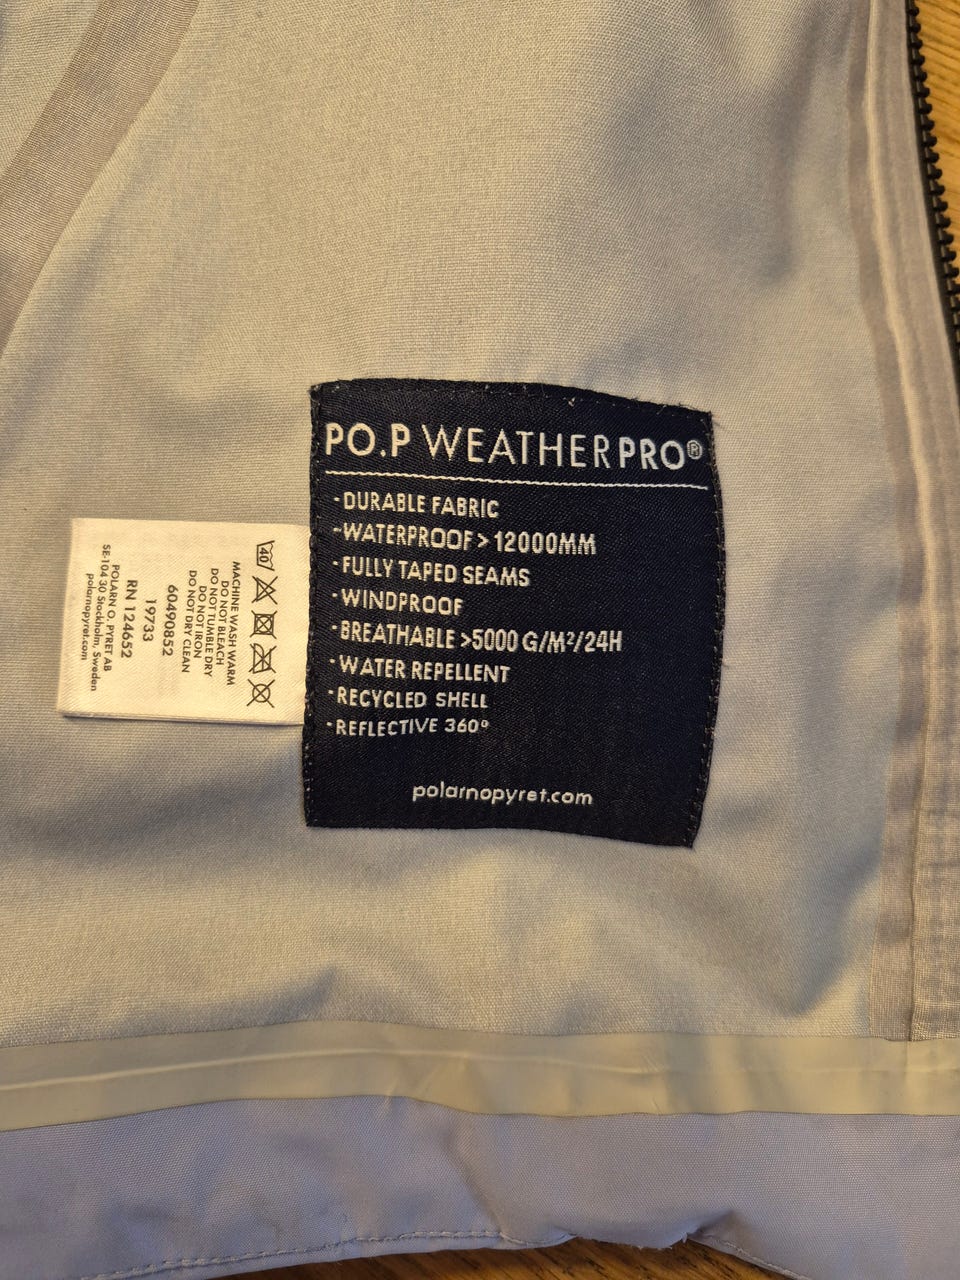 PO.P WEATHERPRO®
-DURABLE FABRIC
-WATERPROOF > 12000MM
-FULLY TAPED SEAMS
-WINDPROOF
-BREATHABLE >5000 G/M²/24H
-WATER REPELLENT
-RECYCLED SHELL
-REFLECTIVE 360°
polarnopyret.com
40
MACHINE WASH WARM
DO NOT BLEACH
DO NOT TUMBLE DRY
DO NOT IRON
DO NOT DRY CLEAN
60490852
19733
RN 124652
POLARN O. PYRET AB
SE-104 30 Stockholm, Sweden
polarnopyret.com